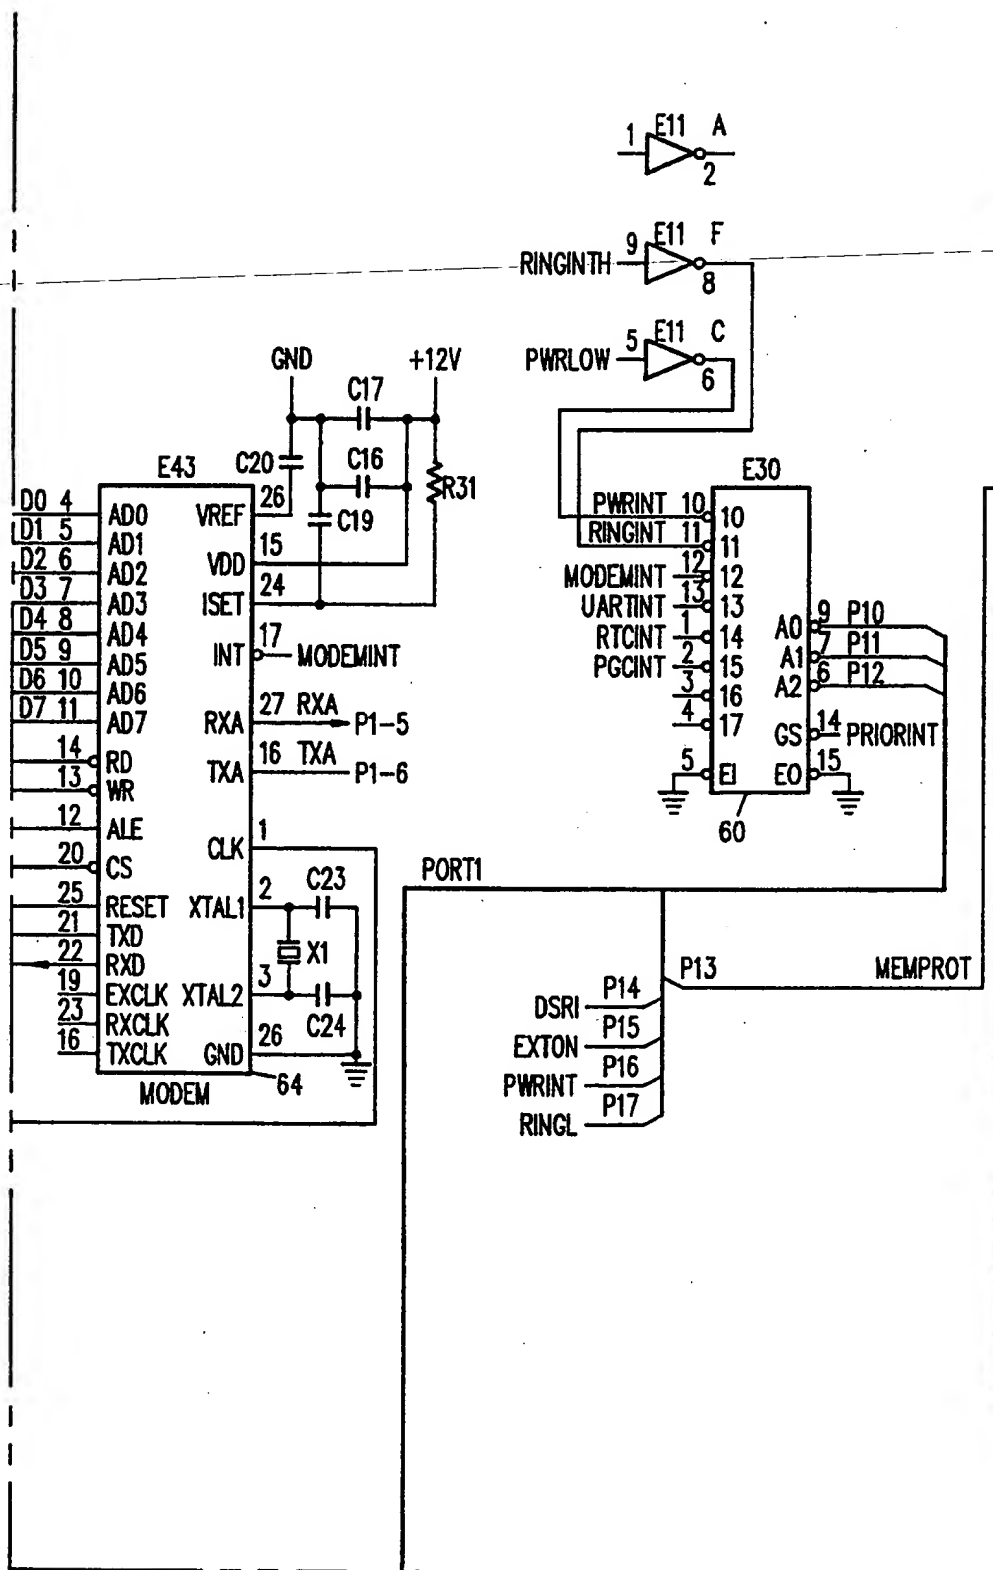 E11 A
1
2
E11 F
RINGINTH 9
8
E11 C
PWRLOW 5
6
GND +12V
C17
C20
C16
R31
C19
E43
D0 4 AD0
D1 5 AD1
D2 6 AD2
D3 7 AD3
D4 8 AD4
D5 9 AD5
D6 10 AD6
D7 11 AD7
14 RD
13 WR
12 ALE
20 CS
25 RESET
21 TXD
22 RXD
19 EXCLK
23 RXCLK
16 TXCLK
VREF 26
VDD 15
ISET 24
INT 17 MODEMINT
RXA 27 RXA P1-5
TXA 16 TXA P1-6
CLK 1
XTAL1 2
C23
X1
XTAL2 3
C24
GND 26
MODEM
64
E30
PWRINT 10 10
RINGINT 11 11
MODEMINT 12 12
UARTINT 13 13
RTCINT 1 14
PGCINT 2 15
3 16
4 17
5 EI
A0 9 P10
A1 7 P11
A2 6 P12
GS 14 PRIORINT
EO 15
60
PORT1
P13 MEMPROT
DSRI P14
EXTON P15
PWRINT P16
RINGL P17